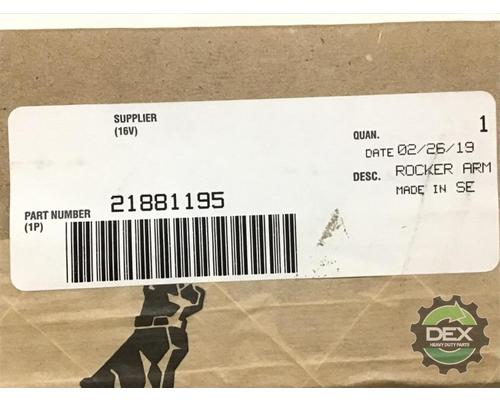 SUPPLIER
(16V)
QUAN. 1
DATE 02/26/19
DESC. ROCKER ARM
MADE IN SE
PART NUMBER 21881195
(1P)
DEX
HEAVY DUTY PARTS